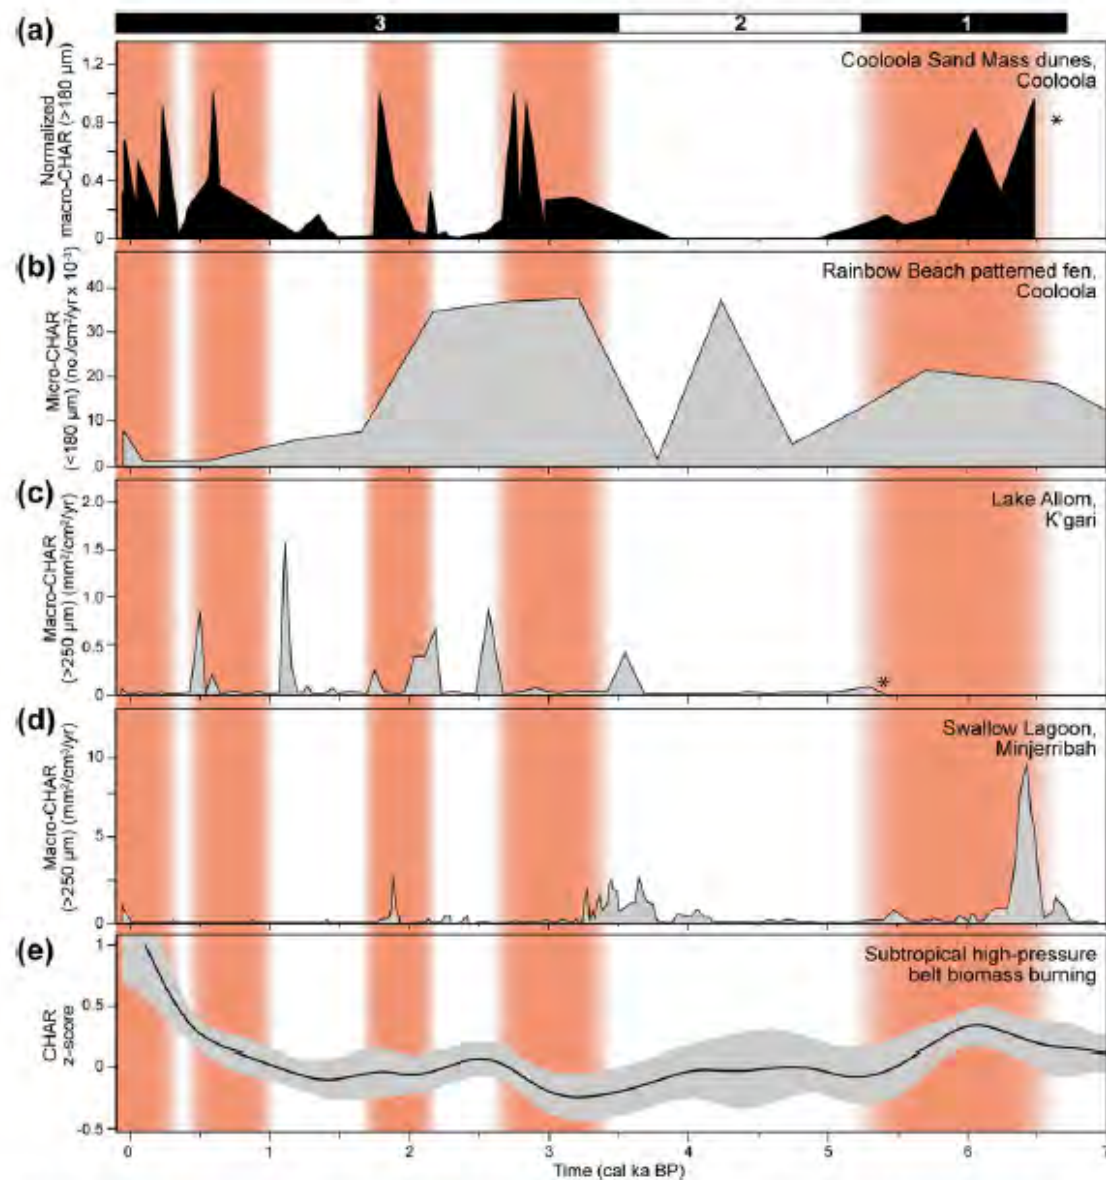 3 2 1
(a)
Normalized
macro-CHAR (>180 µm)
1.2
0.8
0.4
0
Cooloola Sand Mass dunes,
Cooloola
*
(b)
Micro-CHAR
(<180 µm) (no./cm²/yr x 10⁻³)
40
30
20
10
0
Rainbow Beach patterned fen,
Cooloola
(c)
Macro-CHAR
(>250 µm) (mm²/cm²/yr)
2.0
1.5
1.0
0.5
0
Lake Allom,
K'gari
*
(d)
Macro-CHAR
(>250 µm) (mm²/cm³/yr)
10
5
0
Swallow Lagoon,
Minjerribah
(e)
CHAR
z-score
1
0.5
0
-0.5
Subtropical high-pressure
belt biomass burning
0 1 2 3 4 5 6 7
Time (cal ka BP)